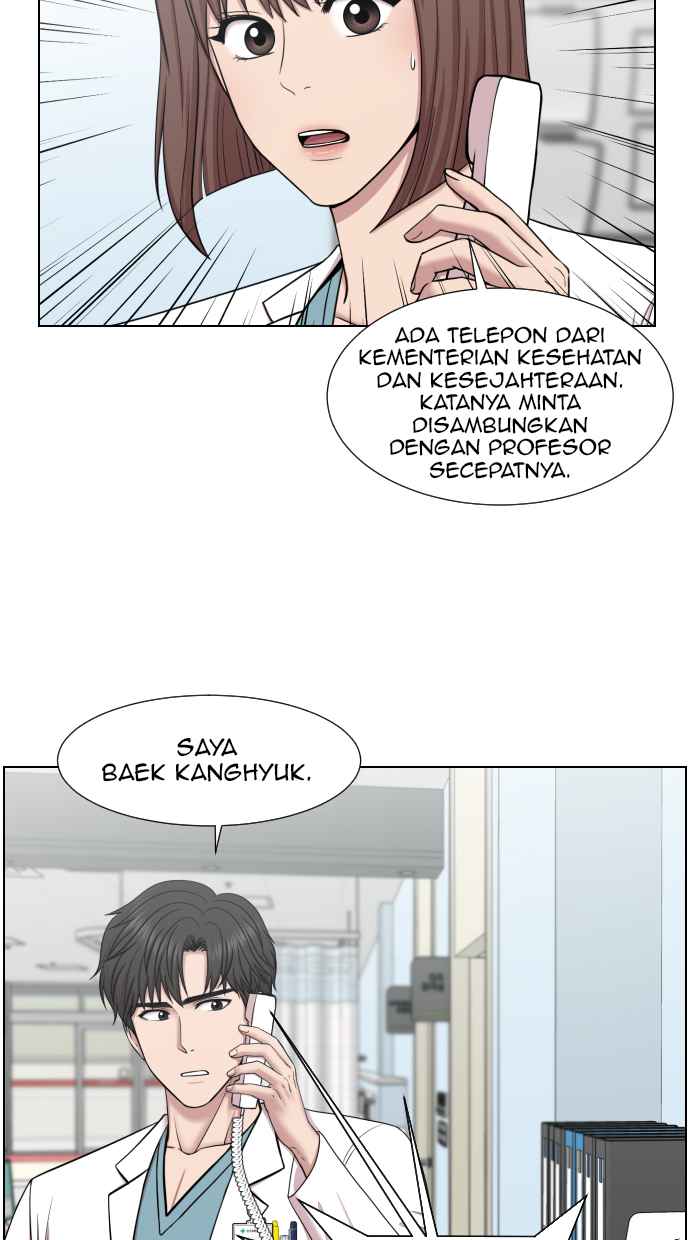 ADA TELEPON DARI
KEMENTERIAN KESEHATAN
DAN KESEJAHTERAAN.
KATANYA MINTA
DISAMBUNGKAN
DENGAN PROFESOR
SECEPATNYA.
SAYA
BAEK KANGHYUK.